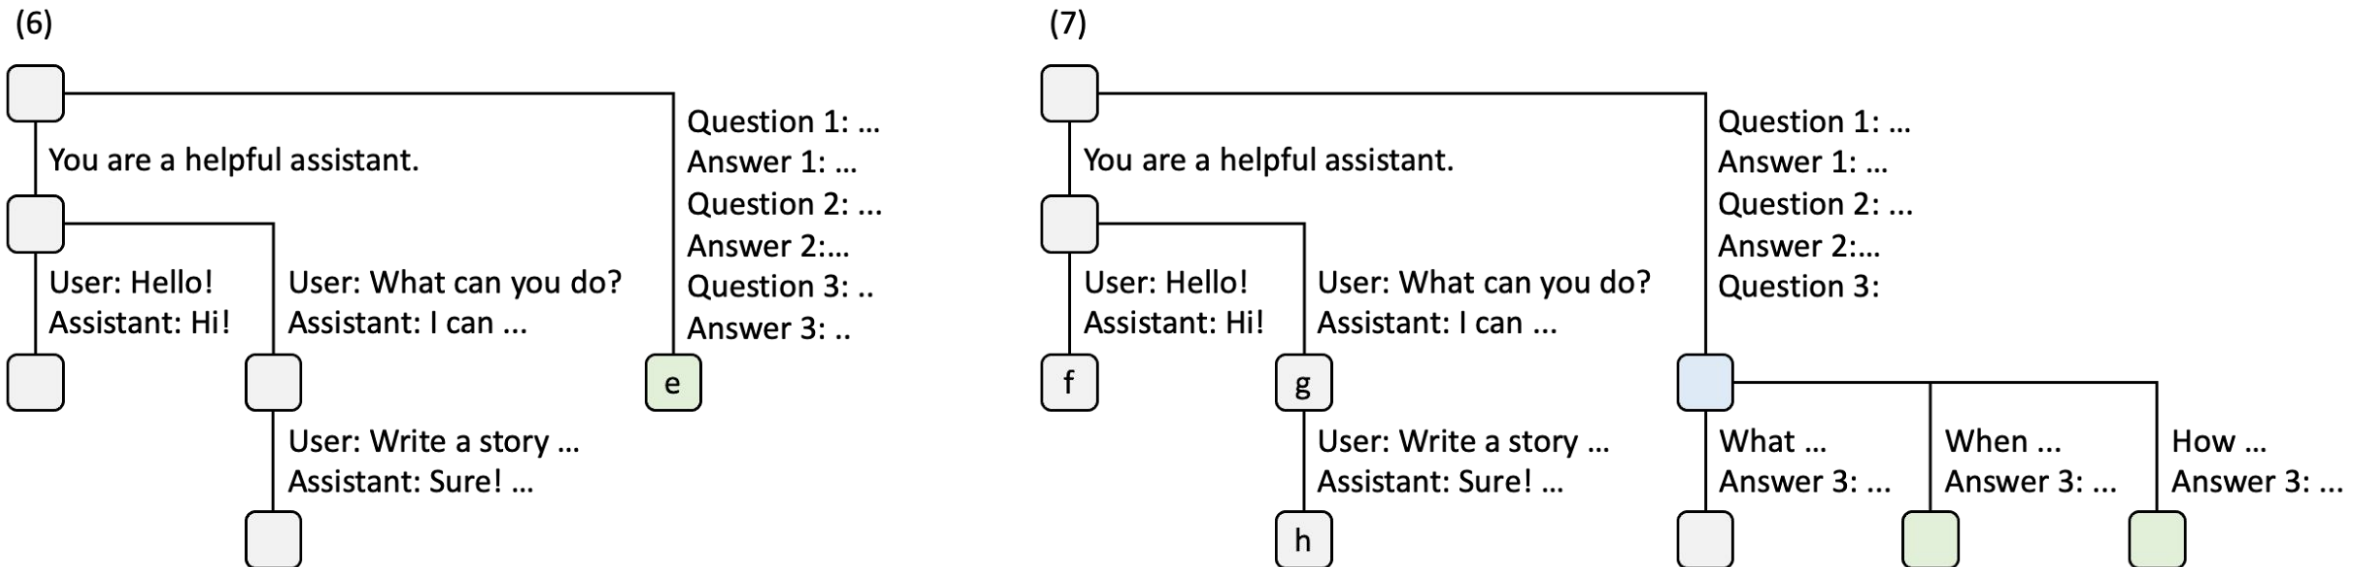 (6)
You are a helpful assistant.
User: Hello!
Assistant: Hi!
User: What can you do?
Assistant: I can ...
User: Write a story ...
Assistant: Sure! ...
Question 1: ...
Answer 1: ...
Question 2: ...
Answer 2:...
Question 3: ..
Answer 3: ..
e
(7)
You are a helpful assistant.
User: Hello!
Assistant: Hi!
f
User: What can you do?
Assistant: I can ...
g
User: Write a story ...
Assistant: Sure! ...
h
Question 1: ...
Answer 1: ...
Question 2: ...
Answer 2:...
Question 3:
What ...
Answer 3: ...
When ...
Answer 3: ...
How ...
Answer 3: ...